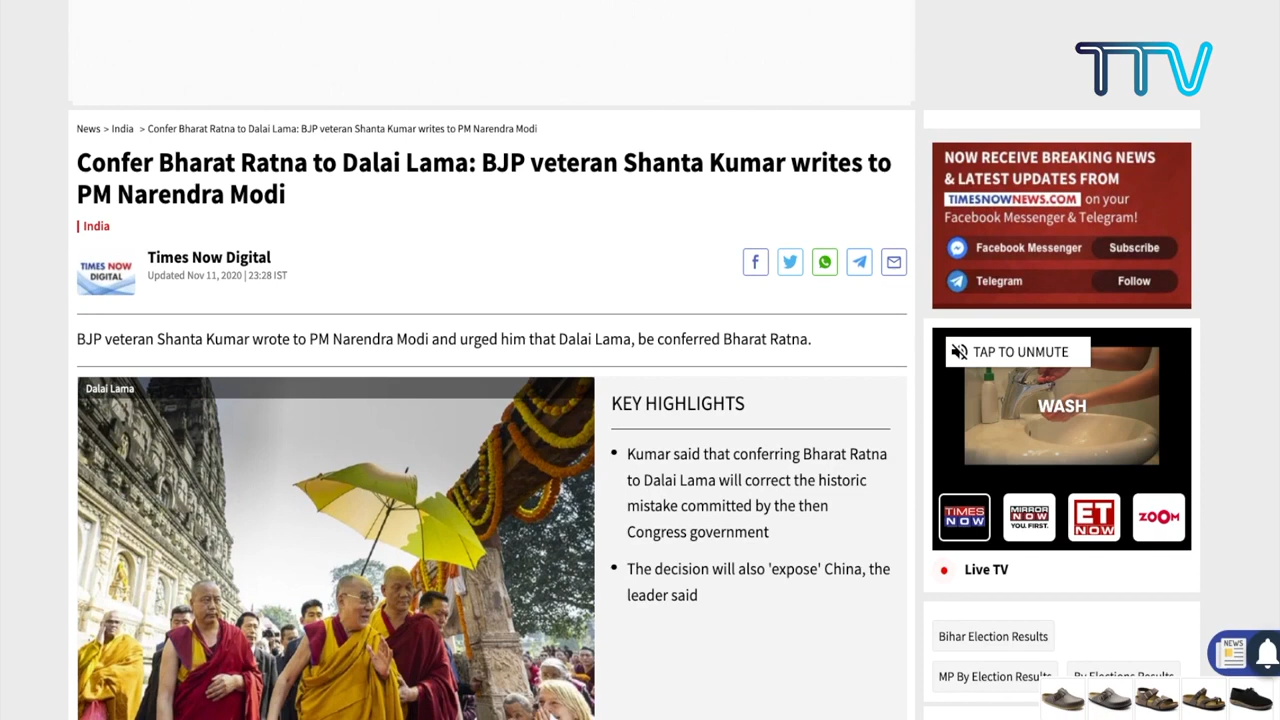 TTV
News > India > Confer Bharat Ratna to Dalai Lama: BJP veteran Shanta Kumar writes to PM Narendra Modi
Confer Bharat Ratna to Dalai Lama: BJP veteran Shanta Kumar writes to
PM Narendra Modi
India
TIMES NOW
DIGITAL
Times Now Digital
Updated Nov 11, 2020 | 23:28 IST
BJP veteran Shanta Kumar wrote to PM Narendra Modi and urged him that Dalai Lama, be conferred Bharat Ratna.
Dalai Lama
KEY HIGHLIGHTS
Kumar said that conferring Bharat Ratna
to Dalai Lama will correct the historic
mistake committed by the then
Congress government
The decision will also 'expose' China, the
leader said
NOW RECEIVE BREAKING NEWS
& LATEST UPDATES FROM
TIMESNOWNEWS.COM on your
Facebook Messenger & Telegram!
Facebook Messenger Subscribe
Telegram Follow
TAP TO UNMUTE
WASH
TIMES
NOW
MIRROR
NOW
YOU. FIRST.
ET
NOW
ZOOM
Live TV
Bihar Election Results
MP By Election Results
By Elections Results
NEWS